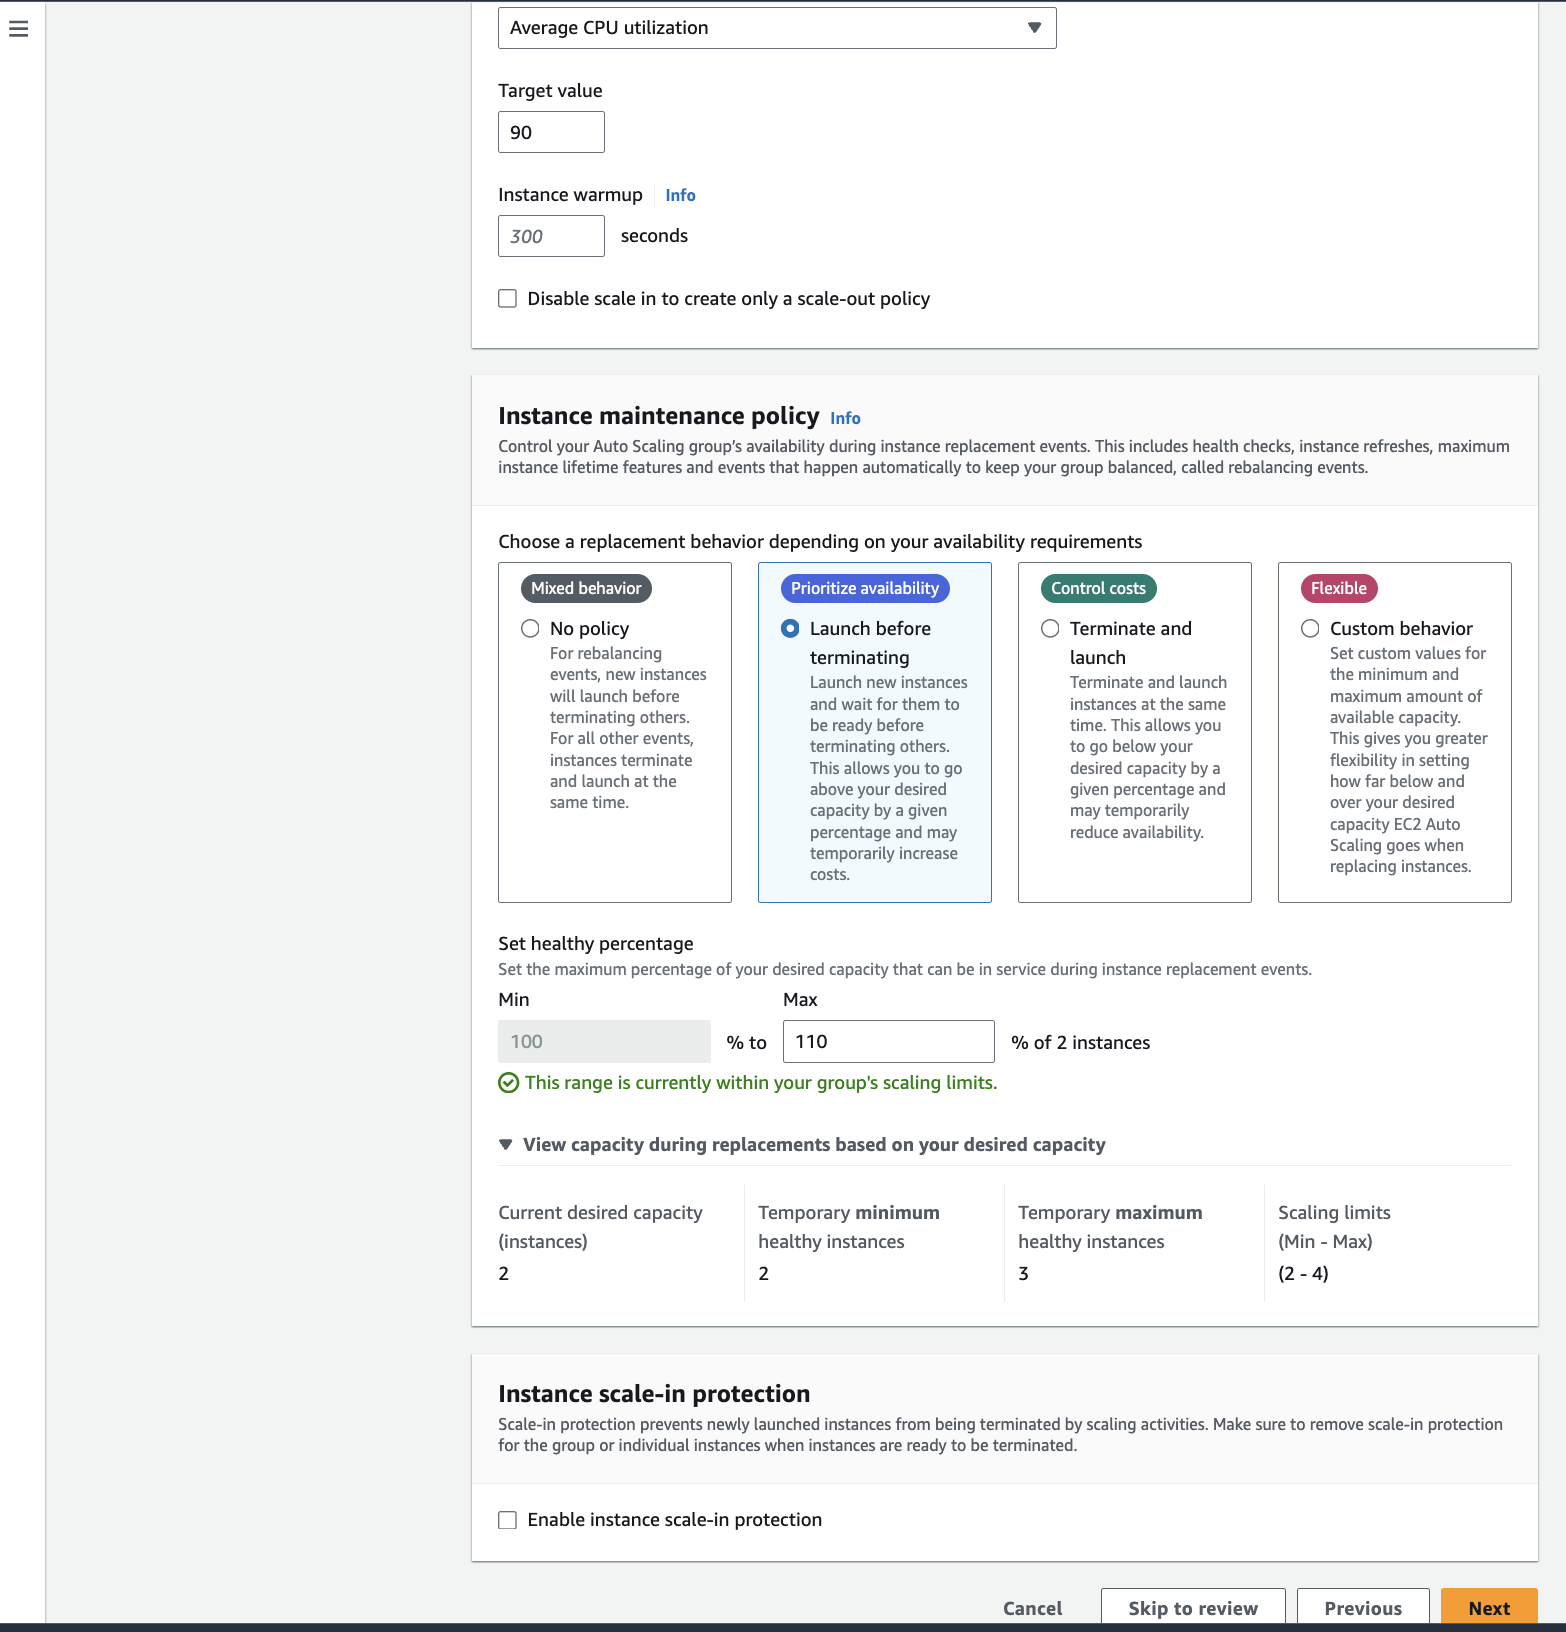 Average CPU utilization
Target value
90
Instance warmup Info
300 seconds
Disable scale in to create only a scale-out policy
Instance maintenance policy Info
Control your Auto Scaling group's availability during instance replacement events. This includes health checks, instance refreshes, maximum
instance lifetime features and events that happen automatically to keep your group balanced, called rebalancing events.
Choose a replacement behavior depending on your availability requirements
Mixed behavior
No policy
For rebalancing
events, new instances
will launch before
terminating others.
For all other events,
instances terminate
and launch at the
same time.
Prioritize availability
Launch before
terminating
Launch new instances
and wait for them to
be ready before
terminating others.
This allows you to go
above your desired
capacity by a given
percentage and may
temporarily increase
costs.
Control costs
Terminate and
launch
Terminate and launch
instances at the same
time. This allows you
to go below your
desired capacity by a
given percentage and
may temporarily
reduce availability.
Flexible
Custom behavior
Set custom values for
the minimum and
maximum amount of
available capacity.
This gives you greater
flexibility in setting
how far below and
over your desired
capacity EC2 Auto
Scaling goes when
replacing instances.
Set healthy percentage
Set the maximum percentage of your desired capacity that can be in service during instance replacement events.
Min Max
100 % to 110 % of 2 instances
This range is currently within your group's scaling limits.
View capacity during replacements based on your desired capacity
Current desired capacity
(instances)
2
Temporary minimum
healthy instances
2
Temporary maximum
healthy instances
3
Scaling limits
(Min - Max)
(2 - 4)
Instance scale-in protection
Scale-in protection prevents newly launched instances from being terminated by scaling activities. Make sure to remove scale-in protection
for the group or individual instances when instances are ready to be terminated.
Enable instance scale-in protection
Cancel Skip to review Previous Next